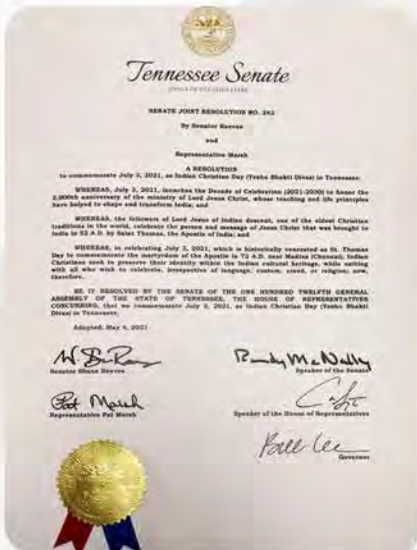 Tennessee Senate
SENATE JOINT RESOLUTION NO. 242
By Senator Reeves
and
Representative Marsh
A RESOLUTION
to commemorate July 3, 2021, as Indian Christian Day (Yeshu Bhakti Divas) in Tennessee.
WHEREAS, July 3, 2021, launches the Decade of Celebration (2021-2030) to honor the
2,000th anniversary of the ministry of Lord Jesus Christ, whose teaching and life principles
have helped to shape and transform India; and
WHEREAS, the followers of Lord Jesus of Indian descent, one of the oldest Christian
traditions in the world, celebrate the person and message of Jesus Christ that was brought to
India in 52 A.D. by Saint Thomas, the Apostle of India; and
WHEREAS, in celebrating July 3, 2021, which is historically venerated as St. Thomas
Day to commemorate the martyrdom of the Apostle in 72 A.D. near Madras (Chennai), Indian
Christians seek to preserve their identity within the Indian cultural heritage, while uniting
with all who wish to celebrate, irrespective of language, custom, creed, or religion; now,
therefore,
BE IT RESOLVED BY THE SENATE OF THE ONE HUNDRED TWELFTH GENERAL
ASSEMBLY OF THE STATE OF TENNESSEE, THE HOUSE OF REPRESENTATIVES
CONCURRING, that we commemorate July 3, 2021, as Indian Christian Day (Yeshu Bhakti
Divas) in Tennessee.
Adopted: May 4, 2021
Senator Shane Reeves
Randy McNally
Speaker of the Senate
Pat Marsh
Representative Pat Marsh
Speaker of the House of Representatives
Bill Lee
Governor